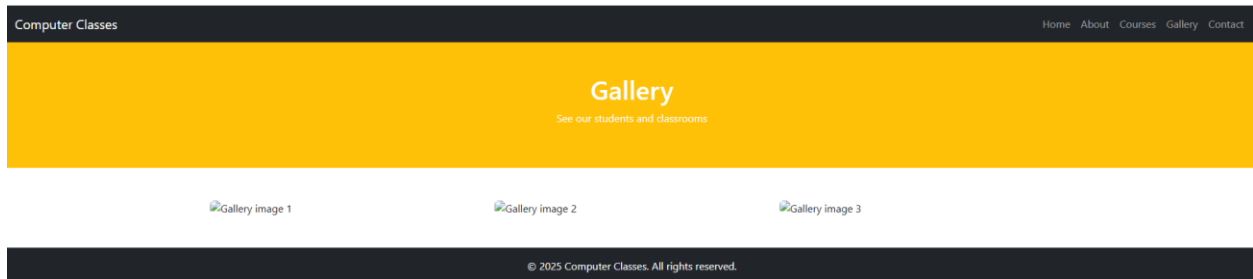 Computer Classes
Home About Courses Gallery Contact
Gallery
See our students and classrooms
Gallery image 1
Gallery image 2
Gallery image 3
© 2025 Computer Classes. All rights reserved.